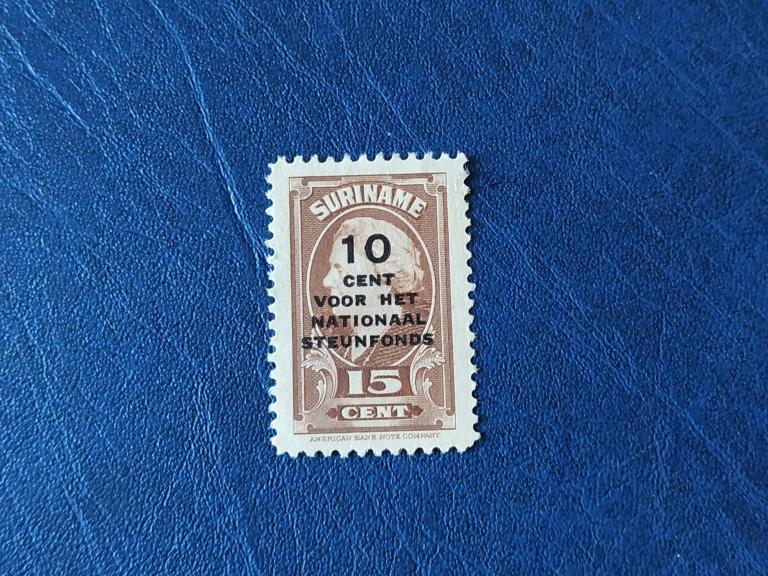 SURINAME
10
CENT
VOOR HET
NATIONAAL
STEUNFONDS
15
CENT
AMERICAN BANK NOTE COMPANY.